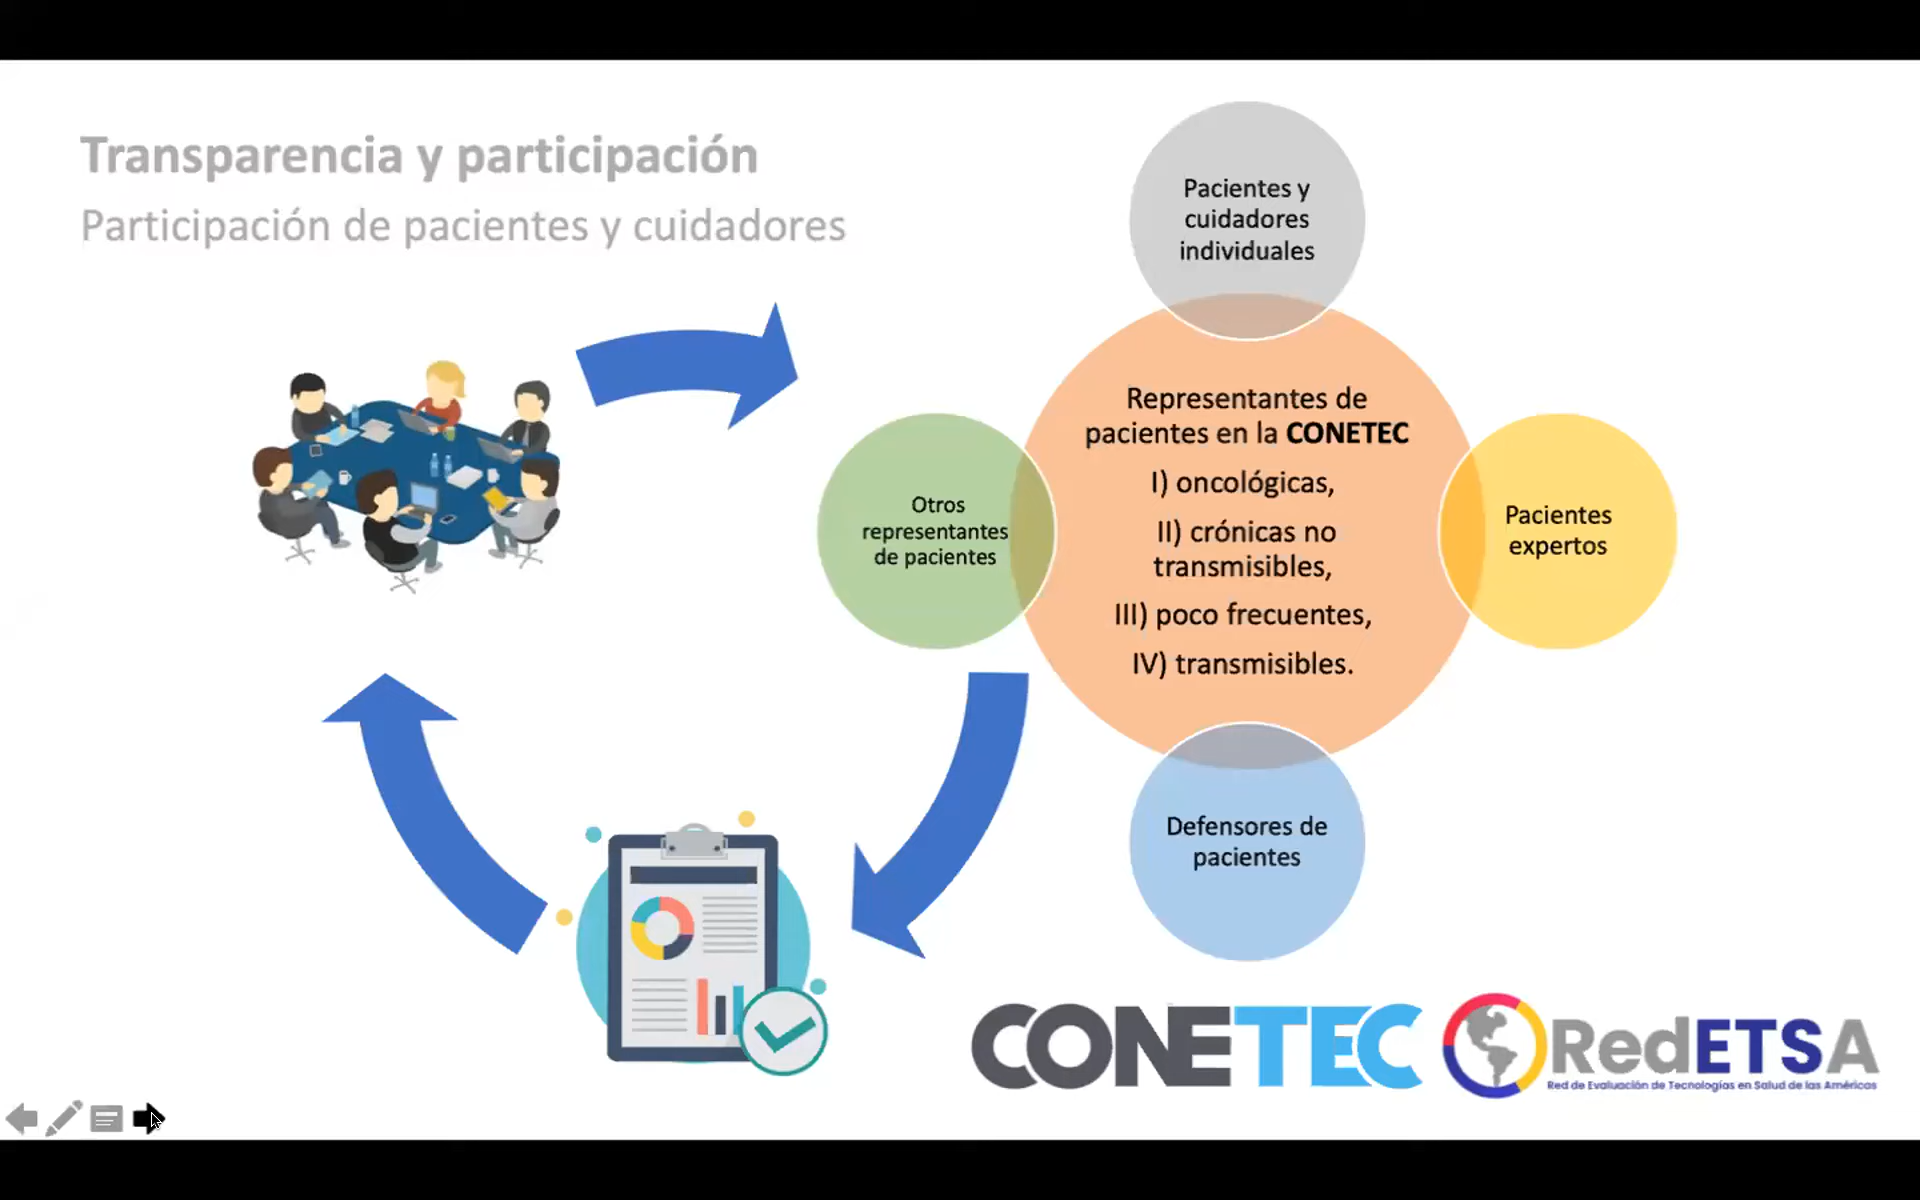 Transparencia y participación
Participación de pacientes y cuidadores
Pacientes y
cuidadores
individuales
Representantes de
pacientes en la CONETEC
I) oncológicas,
II) crónicas no
transmisibles,
III) poco frecuentes,
IV) transmisibles.
Otros
representantes
de pacientes
Pacientes
expertos
Defensores de
pacientes
CONETEC
RedETSA
Red de Evaluación de Tecnologías en Salud de las Américas